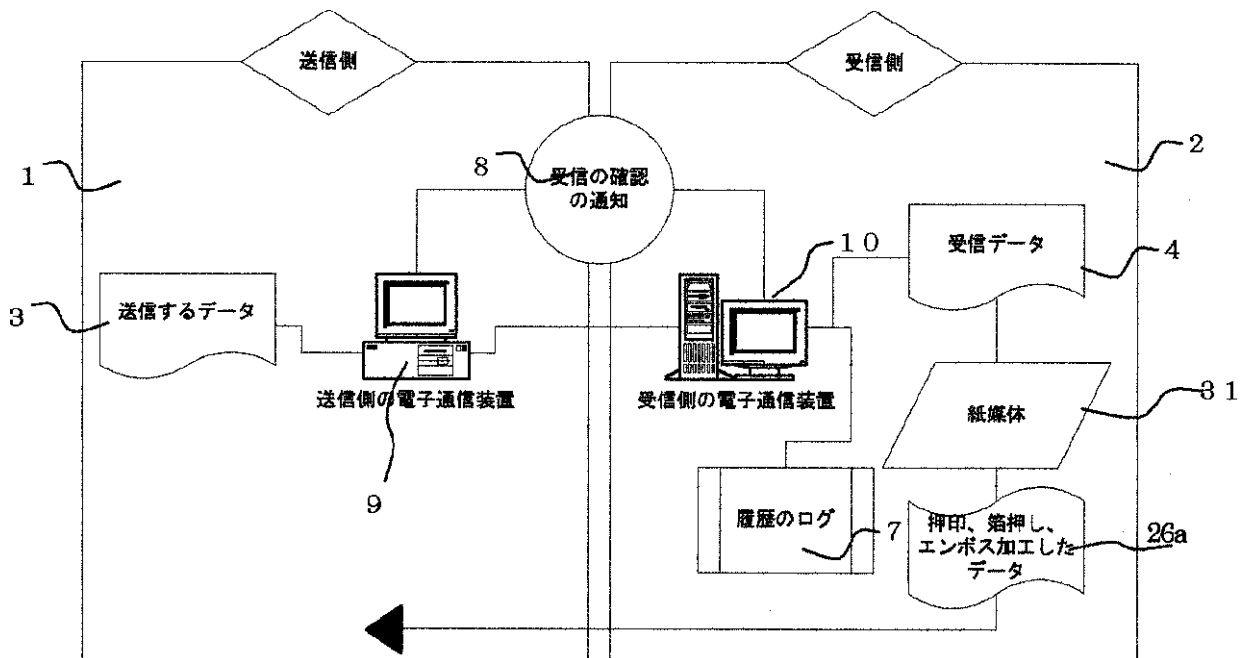 送信側
受信側
1
2
8
受信の確認
の通知
10
受信データ
4
3
送信するデータ
送信側の電子通信装置
受信側の電子通信装置
紙媒体
31
9
履歴のログ
7
押印、箔押し、
エンボス加工した
データ
26a